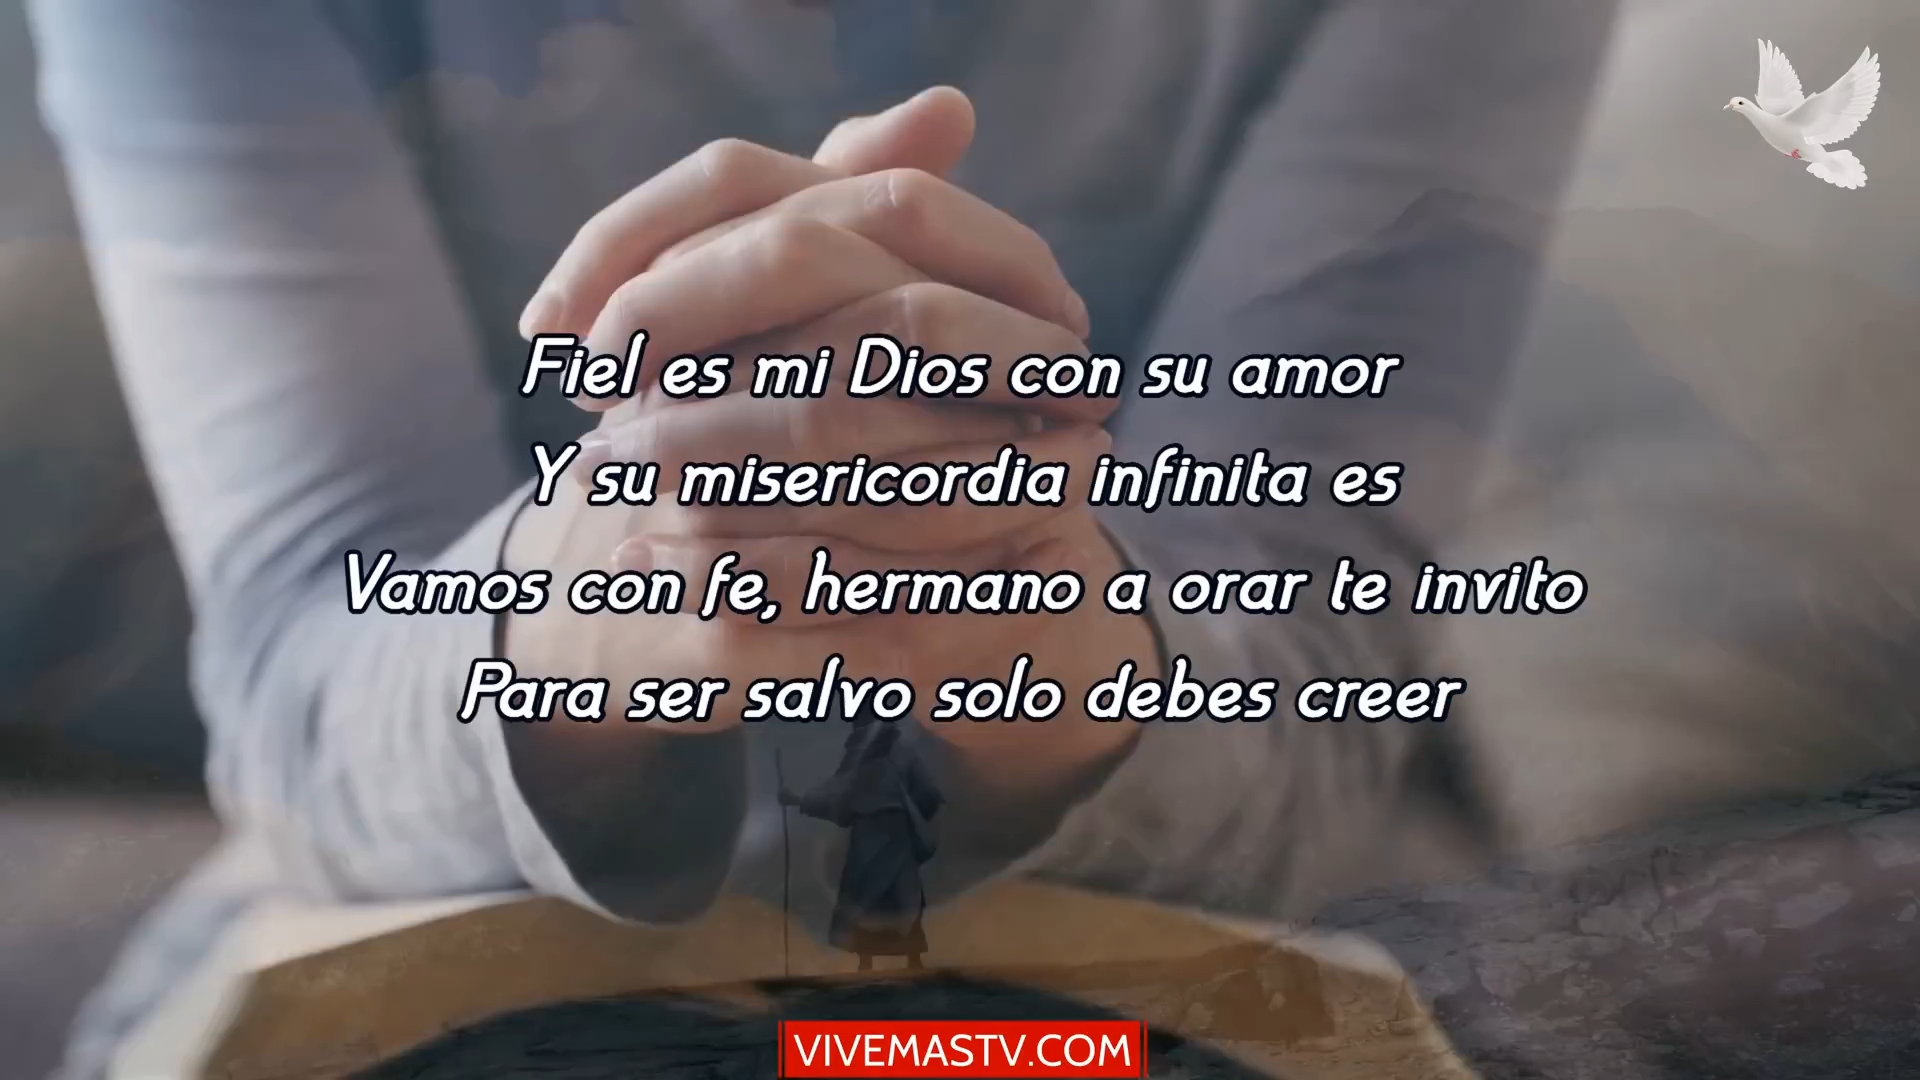 Fiel es mi Dios con su amor
Y su misericordia infinita es
Vamos con fe, hermano a orar te invito
Para ser salvo solo debes creer
VIVEMASTV.COM